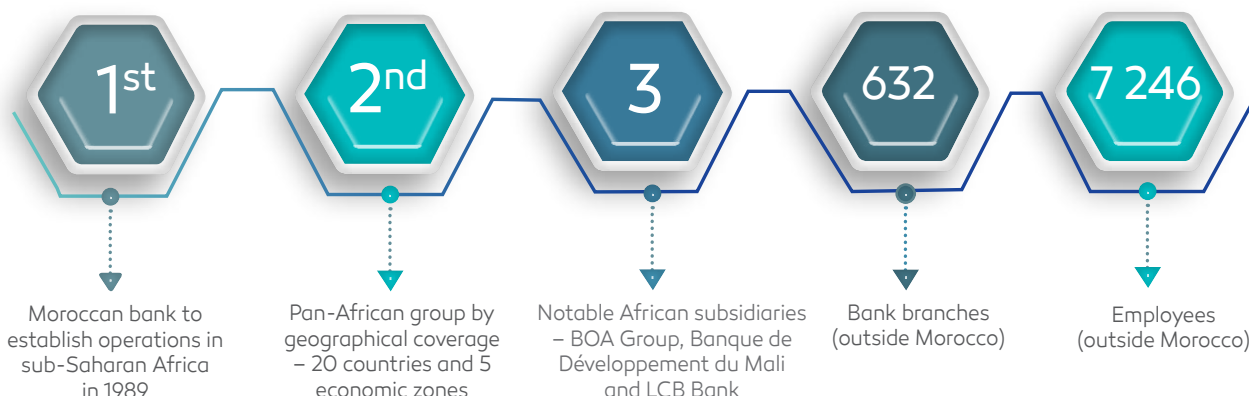 1st
2nd
3
632
7 246
Moroccan bank to
establish operations in
sub-Saharan Africa
in 1989
Pan-African group by
geographical coverage
– 20 countries and 5
economic zones
Notable African subsidiaries
– BOA Group, Banque de
Développement du Mali
and LCB Bank
Bank branches
(outside Morocco)
Employees
(outside Morocco)